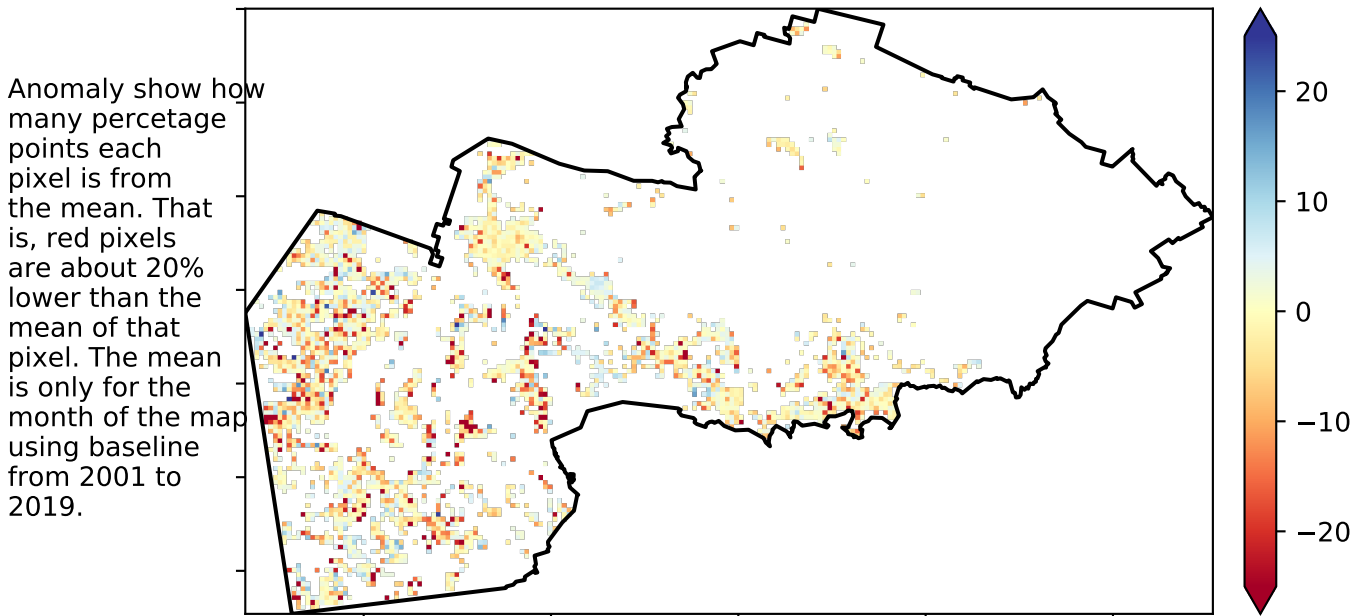 Anomaly show how
many percetage
points each
pixel is from
the mean. That
is, red pixels
are about 20%
lower than the
mean of that
pixel. The mean
is only for the
month of the map
using baseline
from 2001 to
2019.
20
10
0
−10
−20